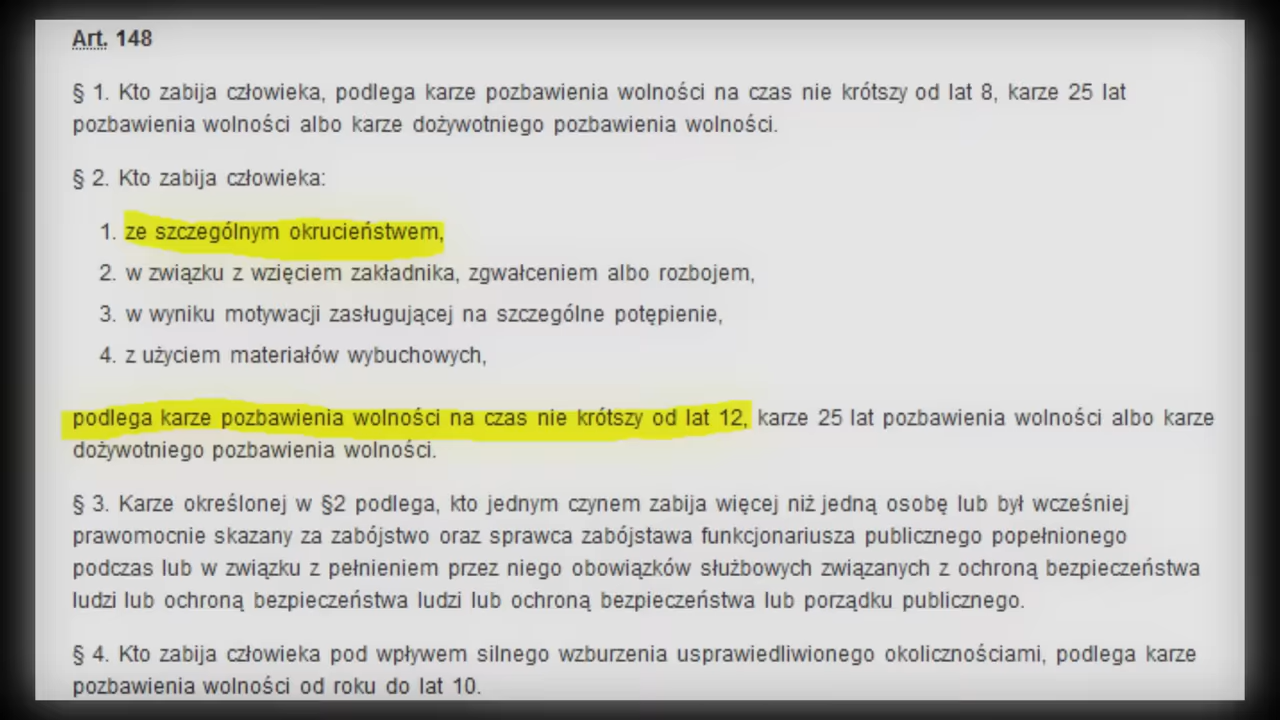 Art. 148
§ 1. Kto zabija człowieka, podlega karze pozbawienia wolności na czas nie krótszy od lat 8, karze 25 lat
pozbawienia wolności albo karze dożywotniego pozbawienia wolności.
§ 2. Kto zabija człowieka:
1. ze szczególnym okrucieństwem,
2. w związku z wzięciem zakładnika, zgwałceniem albo rozbojem,
3. w wyniku motywacji zasługującej na szczególne potępienie,
4. z użyciem materiałów wybuchowych,
podlega karze pozbawienia wolności na czas nie krótszy od lat 12, karze 25 lat pozbawienia wolności albo karze
dożywotniego pozbawienia wolności.
§ 3. Karze określonej w §2 podlega, kto jednym czynem zabija więcej niż jedną osobę lub był wcześniej
prawomocnie skazany za zabójstwo oraz sprawca zabójstawa funkcjonariusza publicznego popełnionego
podczas lub w związku z pełnieniem przez niego obowiązków służbowych związanych z ochroną bezpieczeństwa
ludzi lub ochroną bezpieczeństwa ludzi lub ochroną bezpieczeństwa lub porządku publicznego.
§ 4. Kto zabija człowieka pod wpływem silnego wzburzenia usprawiedliwionego okolicznościami, podlega karze
pozbawienia wolności od roku do lat 10.